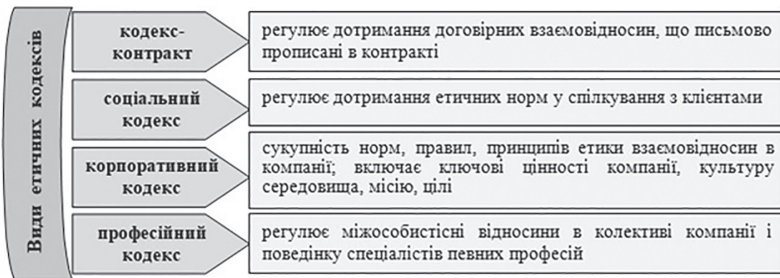 Види етичних кодексів
кодекс-
контракт
регулює дотримання договірних взаємовідносин, що письмово
прописані в контракті
соціальний
кодекс
регулює дотримання етичних норм у спілкування з клієнтами
корпоративний
кодекс
сукупність норм, правил, принципів етики взаємовідносин в
компанії; включає ключові цінності компанії, культуру
середовища, місію, цілі
професійний
кодекс
регулює міжособистісні відносини в колективі компанії і
поведінку спеціалістів певних професій